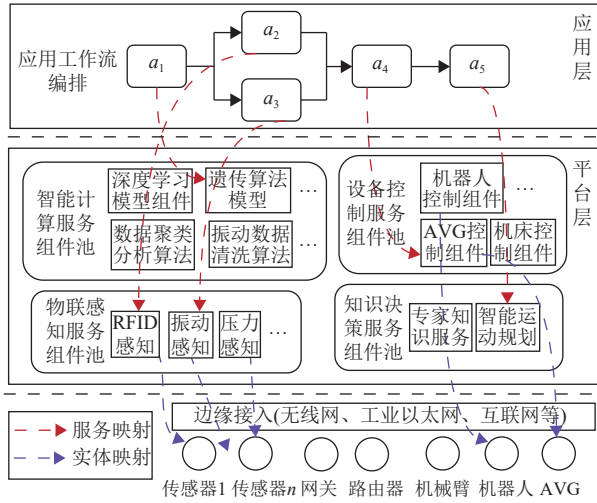 应用工作流
编排
a1
a2
a3
a4
a5
应用层
智能计
算服务
组件池
深度学习
模型组件
遗传算法
模型
…
数据聚类
分析算法
振动数据
清洗算法
设备控
制服务
组件池
机器人
控制组件
…
AVG控
制组件
机床控
制组件
平台层
物联感
知服务
组件池
RFID
感知
振动
感知
压力
感知
…
知识决
策服务
组件池
专家知
识服务
智能运
动规划
服务映射
实体映射
边缘接入(无线网、工业以太网、互联网等)
传感器1 传感器n 网关 路由器 机械臂 机器人 AVG